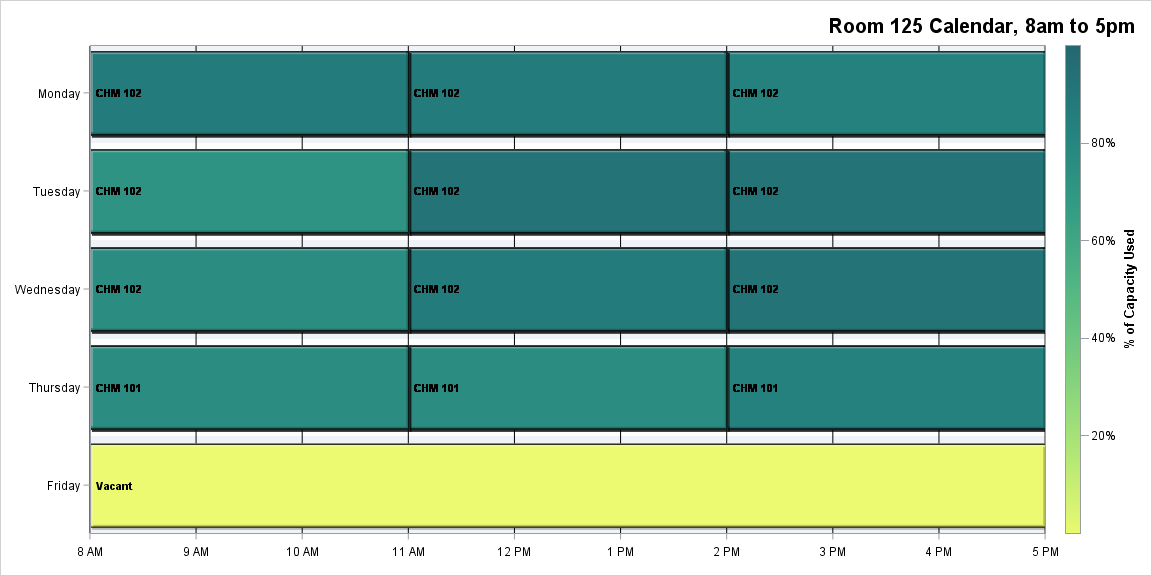 Room 125 Calendar, 8am to 5pm
Monday
CHM 102
CHM 102
CHM 102
Tuesday
CHM 102
CHM 102
CHM 102
Wednesday
CHM 102
CHM 102
CHM 102
Thursday
CHM 101
CHM 101
CHM 101
Friday
Vacant
8 AM
9 AM
10 AM
11 AM
12 PM
1 PM
2 PM
3 PM
4 PM
5 PM
80%
60%
40%
20%
% of Capacity Used